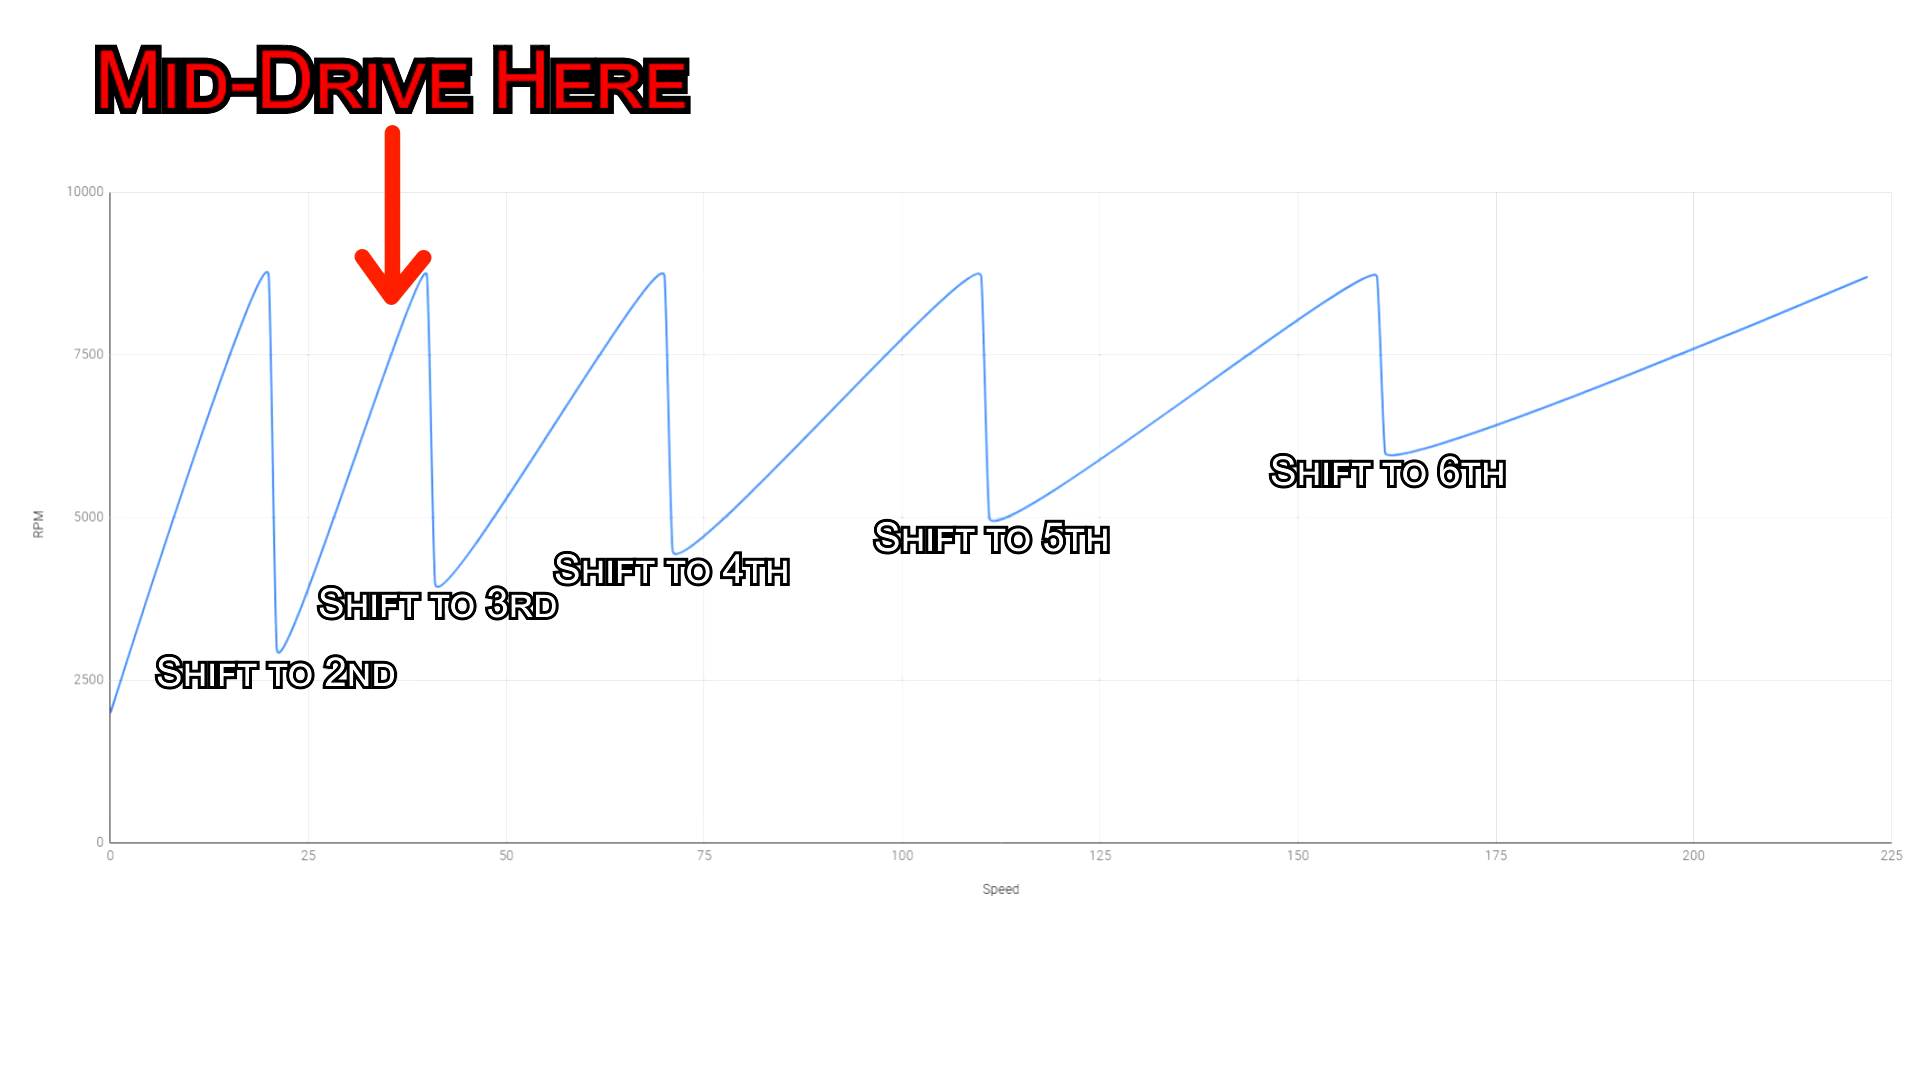 Mid-Drive Here
10000
7500
5000
2500
0
RPM
Shift to 2nd
Shift to 3rd
Shift to 4th
Shift to 5th
Shift to 6th
0 25 50 75 100 125 150 175 200 225
Speed